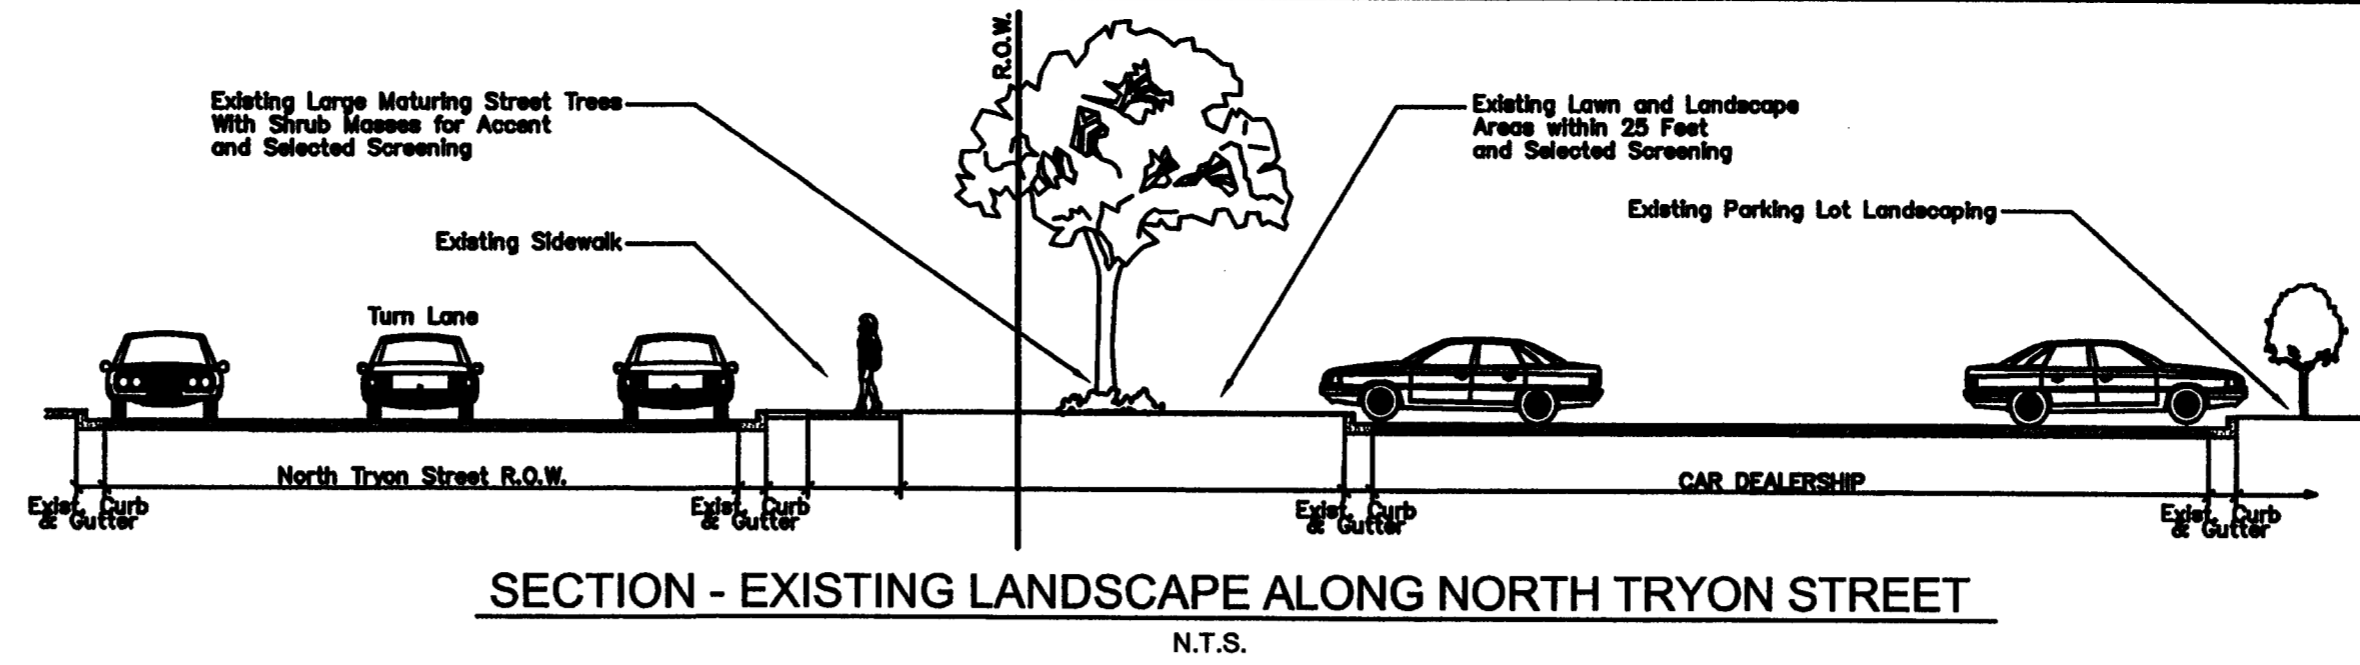 R.O.W.
Existing Large Maturing Street Trees
With Shrub Masses for Accent
and Selected Screening
Existing Lawn and Landscape
Areas within 25 Feet
and Selected Screening
Existing Parking Lot Landscaping
Existing Sidewalk
Turn Lane
North Tryon Street R.O.W.
CAR DEALERSHIP
Exist. Curb
& Gutter
Exist. Curb
& Gutter
Exist. Curb
& Gutter
Exist. Curb
& Gutter
SECTION - EXISTING LANDSCAPE ALONG NORTH TRYON STREET
N.T.S.